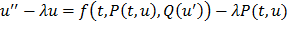 u′′ − λu = f(t, P(t, u), Q(u′)) − λP(t, u)